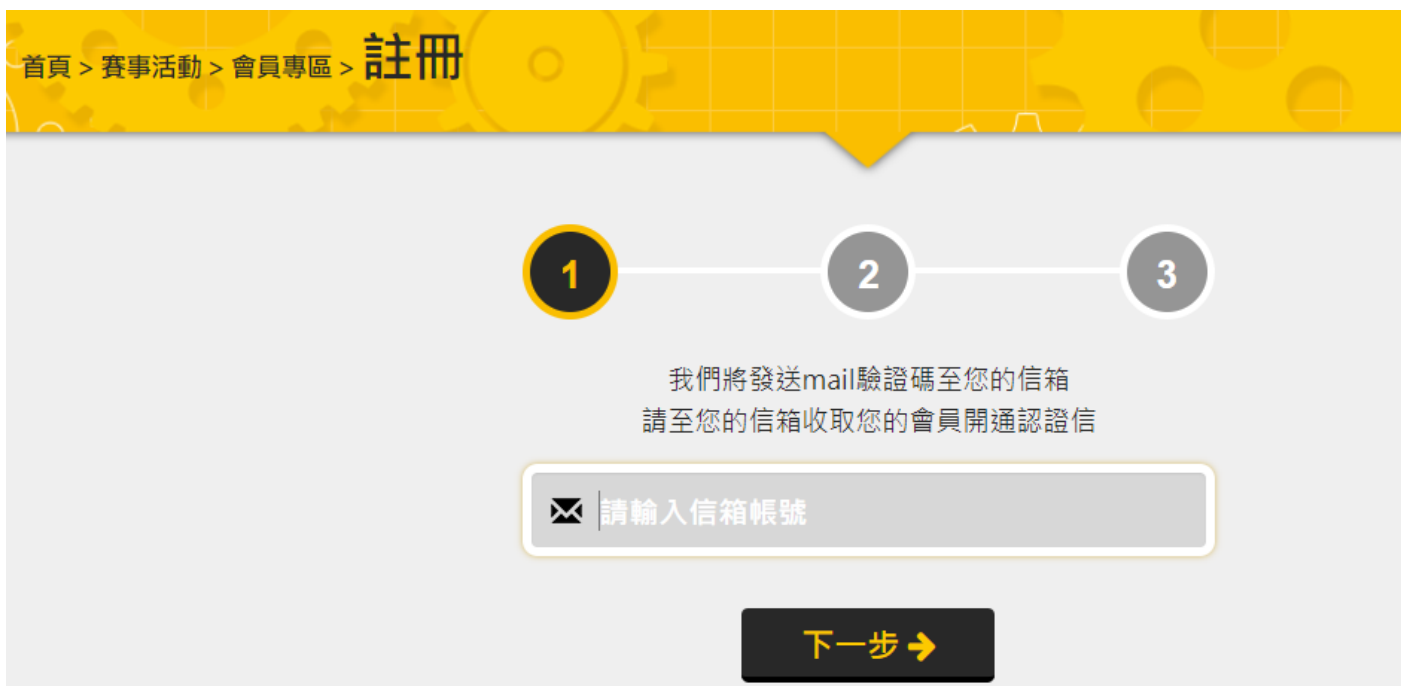 首頁 > 賽事活動 > 會員專區 > 註冊
1 2 3
我們將發送mail驗證碼至您的信箱
請至您的信箱收取您的會員開通認證信
請輸入信箱帳號
下一步